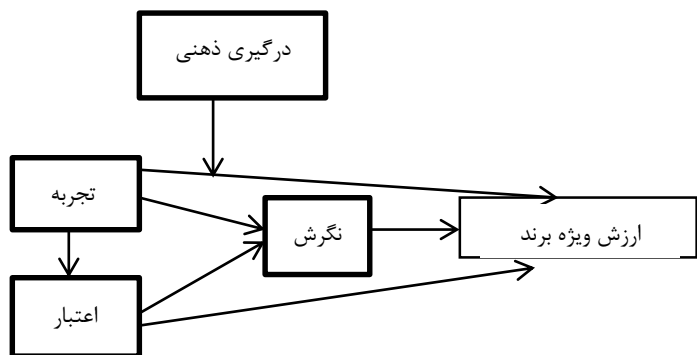 درگیری ذهنی
تجربه
نگرش
ارزش ویژه برند
اعتبار